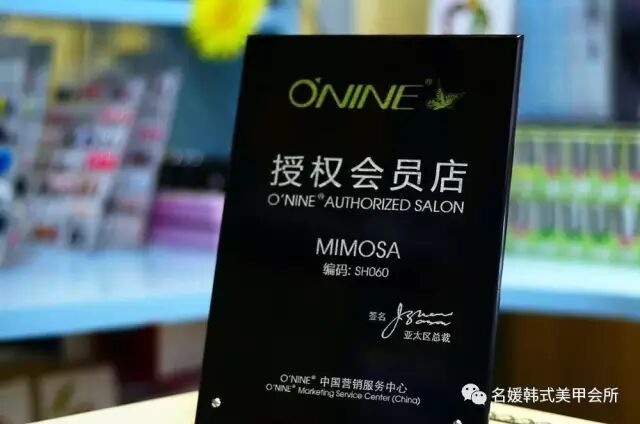 O'NINE®
授权会员店
O'NINE® AUTHORIZED SALON
MIMOSA
编码: SH060
签名
亚太区总裁
O'NINE® 中国营销服务中心
O'NINE® Marketing Service Center (China)
名媛韩式美甲会所